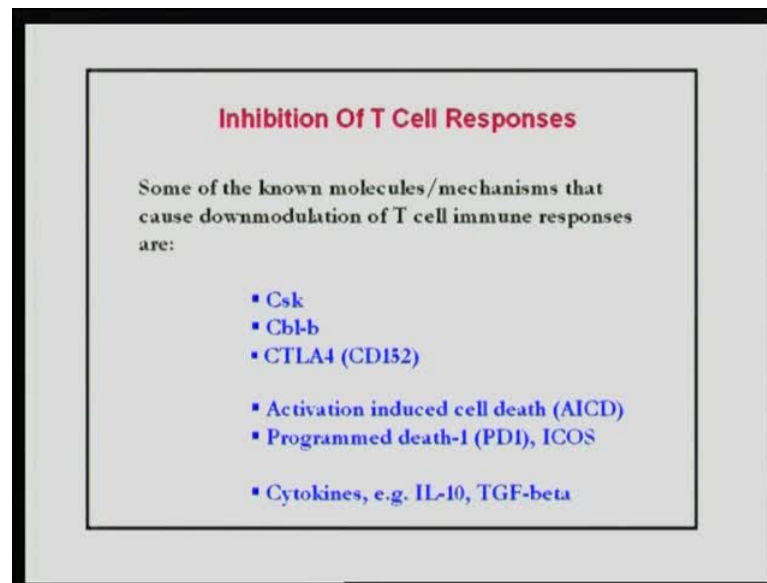 Inhibition Of T Cell Responses
Some of the known molecules/mechanisms that
cause downmodulation of T cell immune responses
are:
▪ Csk
▪ Cbl-b
▪ CTLA4 (CD152)
▪ Activation induced cell death (AICD)
▪ Programmed death-1 (PD1), ICOS
▪ Cytokines, e.g. IL-10, TGF-beta